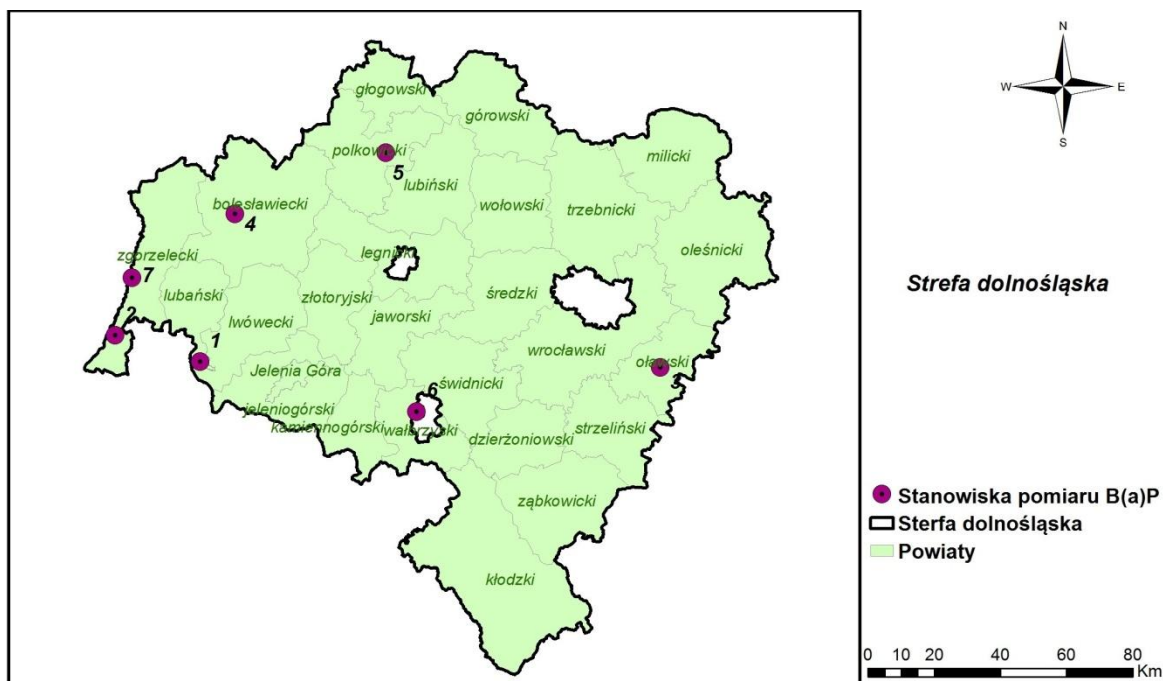 głogowski
górowski
polkowicki
5
milicki
lubiński
bolesławiecki
4
wołowski
trzebnicki
oleśnicki
zgorzelecki
7
legnicki
lubański
złotoryjski
średzki
2
lwówecki
jaworski
1
wrocławski
oławski
3
Jelenia Góra
6
świdnicki
jeleniogórski
kamiennogórski
wałbrzyski
dzierżoniowski
strzeliński
ząbkowicki
kłodzki
N
W
E
S
Strefa dolnośląska
Stanowiska pomiaru B(a)P
Sterfa dolnośląska
Powiaty
0 10 20 40 60 80
Km